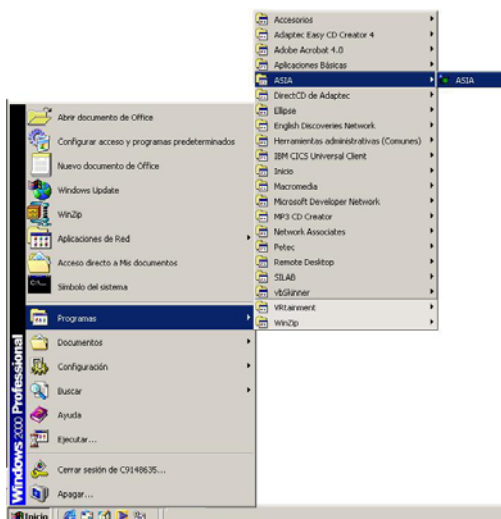 Accesorios
Adaptec Easy CD Creator 4
Adobe Acrobat 4.0
Aplicaciones Básicas
ASIA
ASIA
DirectCD de Adaptec
Ellipse
English Discoveries Network
Herramientas administrativas (Comunes)
IBM CICS Universal Client
Inicio
Macromedia
Microsoft Developer Network
MP3 CD Creator
Network Associates
Petec
Remote Desktop
SILAB
vbSkinner
VRtainment
WinZip
Abrir documento de Office
Configurar acceso y programas predeterminados
Nuevo documento de Office
Windows Update
WinZip
Aplicaciones de Red
Acceso directo a Mis documentos
Símbolo del sistema
Programas
Documentos
Configuración
Buscar
Ayuda
Ejecutar...
Cerrar sesión de C9148635...
Apagar...
Windows 2000 Professional
Inicio